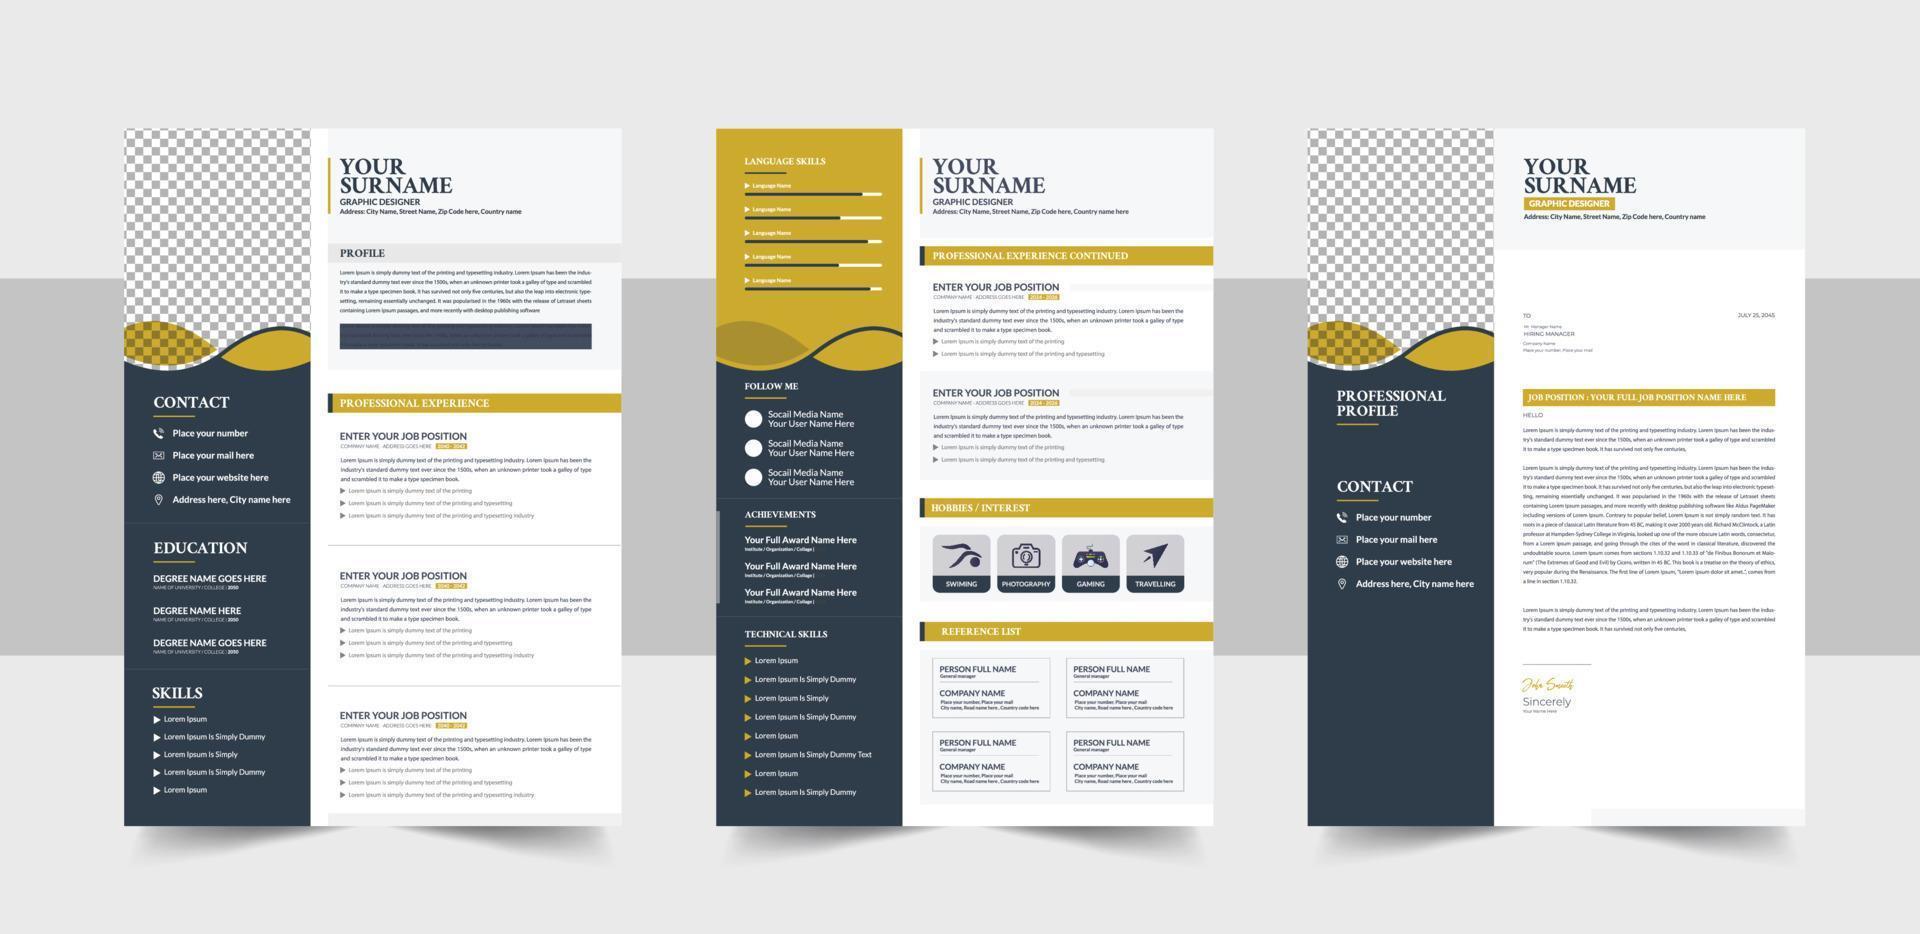 YOUR
SURNAME
GRAPHIC DESIGNER
Address: City Name, Street Name, Zip Code here, Country name
PROFILE
Lorem Ipsum is simply dummy text of the printing and typesetting industry. Lorem Ipsum has been the indus-
try's standard dummy text ever since the 1500s, when an unknown printer took a galley of type and scrambled
it to make a type specimen book. It has survived not only five centuries, but also the leap into electronic type-
setting, remaining essentially unchanged. It was popularised in the 1960s with the release of Letraset sheets
containing Lorem Ipsum passages, and more recently with desktop publishing software
CONTACT
Place your number
Place your mail here
Place your website here
Address here, City name here
EDUCATION
DEGREE NAME GOES HERE
NAME OF UNIVERSITY / COLLEGE | 2050
DEGREE NAME HERE
NAME OF UNIVERSITY / COLLEGE | 2050
DEGREE NAME GOES HERE
NAME OF UNIVERSITY / COLLEGE | 2050
SKILLS
Lorem Ipsum
Lorem Ipsum Is Simply Dummy
Lorem Ipsum Is Simply
Lorem Ipsum Is Simply Dummy
Lorem Ipsum
PROFESSIONAL EXPERIENCE
ENTER YOUR JOB POSITION
COMPANY NAME - ADDRESS GOES HERE 2040 - 2042
Lorem Ipsum is simply dummy text of the printing and typesetting industry. Lorem Ipsum has been the
industry's standard dummy text ever since the 1500s, when an unknown printer took a galley of type
and scrambled it to make a type specimen book.
Lorem Ipsum is simply dummy text of the printing
Lorem Ipsum is simply dummy text of the printing and typesetting
Lorem Ipsum is simply dummy text of the printing and typesetting industry
ENTER YOUR JOB POSITION
COMPANY NAME - ADDRESS GOES HERE 2040 - 2042
Lorem Ipsum is simply dummy text of the printing and typesetting industry. Lorem Ipsum has been the
industry's standard dummy text ever since the 1500s, when an unknown printer took a galley of type
and scrambled it to make a type specimen book.
Lorem Ipsum is simply dummy text of the printing
Lorem Ipsum is simply dummy text of the printing and typesetting
Lorem Ipsum is simply dummy text of the printing and typesetting industry
ENTER YOUR JOB POSITION
COMPANY NAME - ADDRESS GOES HERE 2040 - 2042
Lorem Ipsum is simply dummy text of the printing and typesetting industry. Lorem Ipsum has been the
industry's standard dummy text ever since the 1500s, when an unknown printer took a galley of type
and scrambled it to make a type specimen book.
Lorem Ipsum is simply dummy text of the printing
Lorem Ipsum is simply dummy text of the printing and typesetting
Lorem Ipsum is simply dummy text of the printing and typesetting industry
LANGUAGE SKILLS
Language Name
Language Name
Language Name
Language Name
Language Name
FOLLOW ME
Socail Media Name
Your User Name Here
Socail Media Name
Your User Name Here
Socail Media Name
Your User Name Here
ACHIEVEMENTS
Your Full Award Name Here
Institute / Organization / Collage |
Your Full Award Name Here
Institute / Organization / Collage |
Your Full Award Name Here
Institute / Organization / Collage |
TECHNICAL SKILLS
Lorem Ipsum
Lorem Ipsum Is Simply Dummy
Lorem Ipsum Is Simply
Lorem Ipsum Is Simply Dummy
Lorem Ipsum
Lorem Ipsum Is Simply Dummy Text
Lorem Ipsum
Lorem Ipsum Is Simply Dummy
YOUR
SURNAME
GRAPHIC DESIGNER
Address: City Name, Street Name, Zip Code here, Country name here
PROFESSIONAL EXPERIENCE CONTINUED
ENTER YOUR JOB POSITION
COMPANY NAME - ADDRESS GOES HERE 2024 - 2026
Lorem Ipsum is simply dummy text of the printing and typesetting industry. Lorem Ipsum has been the
industry's standard dummy text ever since the 1500s, when an unknown printer took a galley of type
and scrambled it to make a type specimen book.
Lorem Ipsum is simply dummy text of the printing
Lorem Ipsum is simply dummy text of the printing and typesetting
ENTER YOUR JOB POSITION
COMPANY NAME - ADDRESS GOES HERE 2024 - 2026
Lorem Ipsum is simply dummy text of the printing and typesetting industry. Lorem Ipsum has been the
industry's standard dummy text ever since the 1500s, when an unknown printer took a galley of type
and scrambled it to make a type specimen book.
Lorem Ipsum is simply dummy text of the printing
Lorem Ipsum is simply dummy text of the printing and typesetting
HOBBIES / INTEREST
SWIMING
PHOTOGRAPHY
GAMING
TRAVELLING
REFERENCE LIST
PERSON FULL NAME
General manager
COMPANY NAME
Place your number, Place your mail
City name, Road name here , Country code here
PERSON FULL NAME
General manager
COMPANY NAME
Place your number, Place your mail
City name, Road name here , Country code here
PERSON FULL NAME
General manager
COMPANY NAME
Place your number, Place your mail
City name, Road name here , Country code here
PERSON FULL NAME
General manager
COMPANY NAME
Place your number, Place your mail
City name, Road name here , Country code here
PROFESSIONAL
PROFILE
CONTACT
Place your number
Place your mail here
Place your website here
Address here, City name here
YOUR
SURNAME
GRAPHIC DESIGNER
Address: City Name, Street Name, Zip Code here, Country name
TO
JULY 25, 2045
Mr. Manager Name
HIRING MANAGER
Company Name
Place your number, Place your mail
JOB POSITION : YOUR FULL JOB POSITION NAME HERE
HELLO
Lorem Ipsum is simply dummy text of the printing and typesetting industry. Lorem Ipsum has been the indus-
try's standard dummy text ever since the 1500s, when an unknown printer took a galley of type and scrambled
it to make a type specimen book. It has survived not only five centuries,
Lorem Ipsum is simply dummy text of the printing and typesetting industry. Lorem Ipsum has been the indus-
try's standard dummy text ever since the 1500s, when an unknown printer took a galley of type and scrambled
it to make a type specimen book. It has survived not only five centuries, but also the leap into electronic typeset-
ting, remaining essentially unchanged. It was popularised in the 1960s with the release of Letraset sheets
containing Lorem Ipsum passages, and more recently with desktop publishing software like Aldus PageMaker
including versions of Lorem Ipsum. Contrary to popular belief, Lorem Ipsum is not simply random text. It has
roots in a piece of classical Latin literature from 45 BC, making it over 2000 years old. Richard McClintock, a Latin
professor at Hampden-Sydney College in Virginia, looked up one of the more obscure Latin words, consectetur,
from a Lorem Ipsum passage, and going through the cites of the word in classical literature, discovered the
undoubtable source. Lorem Ipsum comes from sections 1.10.32 and 1.10.33 of "de Finibus Bonorum et Malo-
rum" (The Extremes of Good and Evil) by Cicero, written in 45 BC. This book is a treatise on the theory of ethics,
very popular during the Renaissance. The first line of Lorem Ipsum, "Lorem ipsum dolor sit amet..", comes from
a line in section 1.10.32.
Lorem Ipsum is simply dummy text of the printing and typesetting industry. Lorem Ipsum has been the indus-
try's standard dummy text ever since the 1500s, when an unknown printer took a galley of type and scrambled
it to make a type specimen book. It has survived not only five centuries,
John Smith
Sincerely
Your Name Here